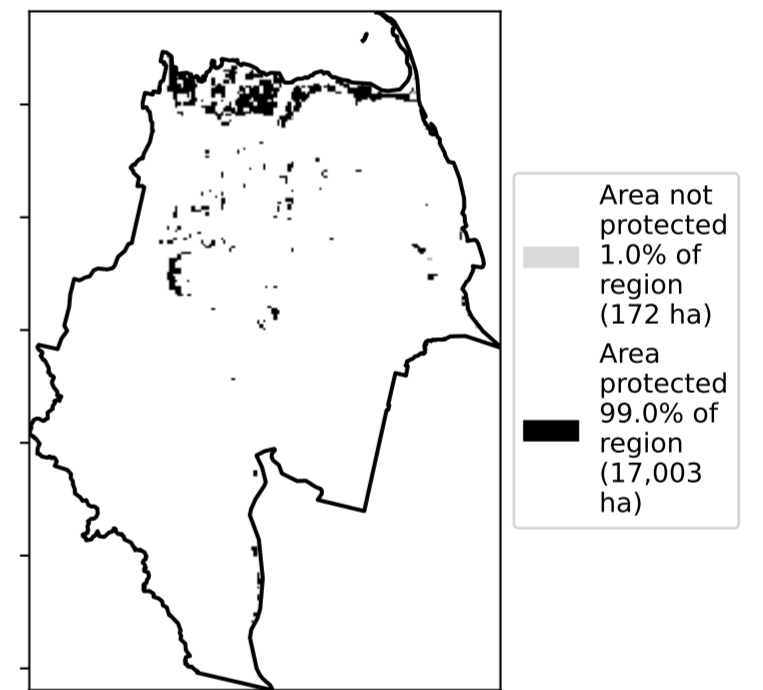 Area not
protected
1.0% of
region
(172 ha)
Area
protected
99.0% of
region
(17,003
ha)